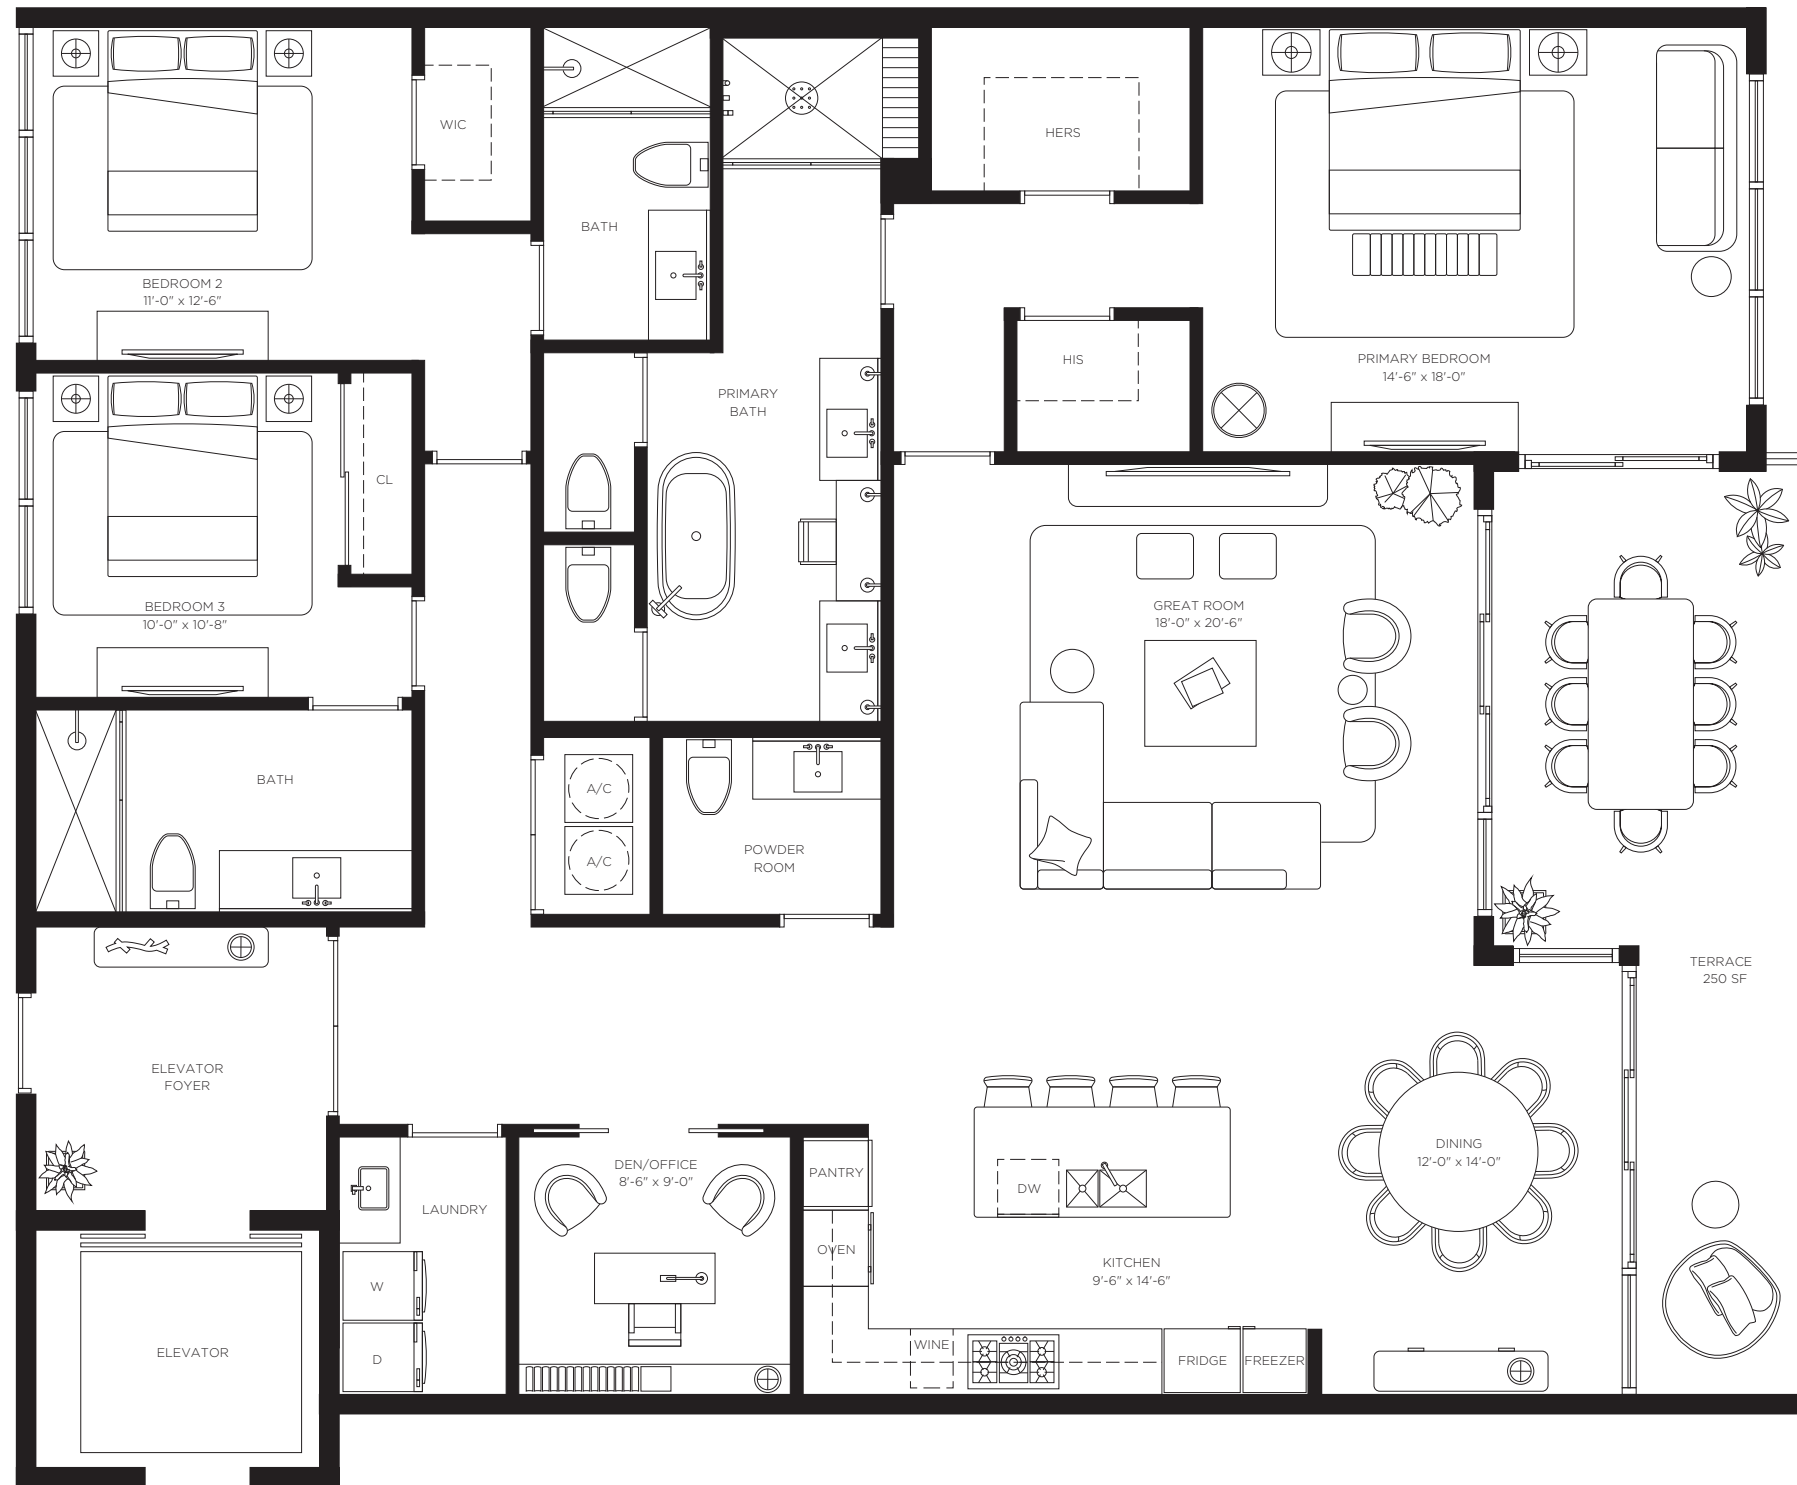 WIC
HERS
BATH
BEDROOM 2
11'-0" x 12'-6"
HIS
PRIMARY BEDROOM
14'-6" x 18'-0"
PRIMARY
BATH
CL
BEDROOM 3
10'-0" x 10'-8"
GREAT ROOM
18'-0" x 20'-6"
BATH
A/C
A/C
POWDER
ROOM
TERRACE
250 SF
ELEVATOR
FOYER
DEN/OFFICE
8'-6" x 9'-0"
PANTRY
DW
DINING
12'-0" x 14'-0"
LAUNDRY
OVEN
KITCHEN
9'-6" x 14'-6"
W
ELEVATOR
D
WINE
FRIDGE
FREEZER